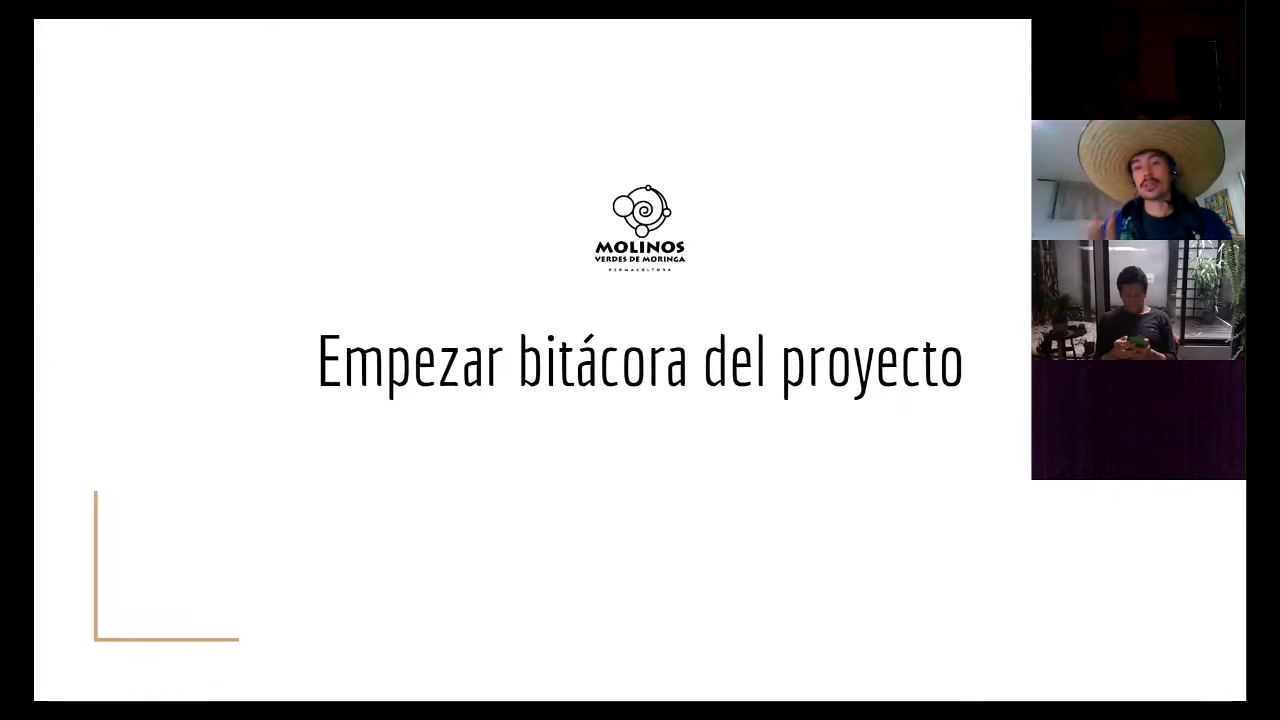 MOLINOS
VERDES DE MORINGA
PERMACULTURA
Empezar bitácora del proyecto